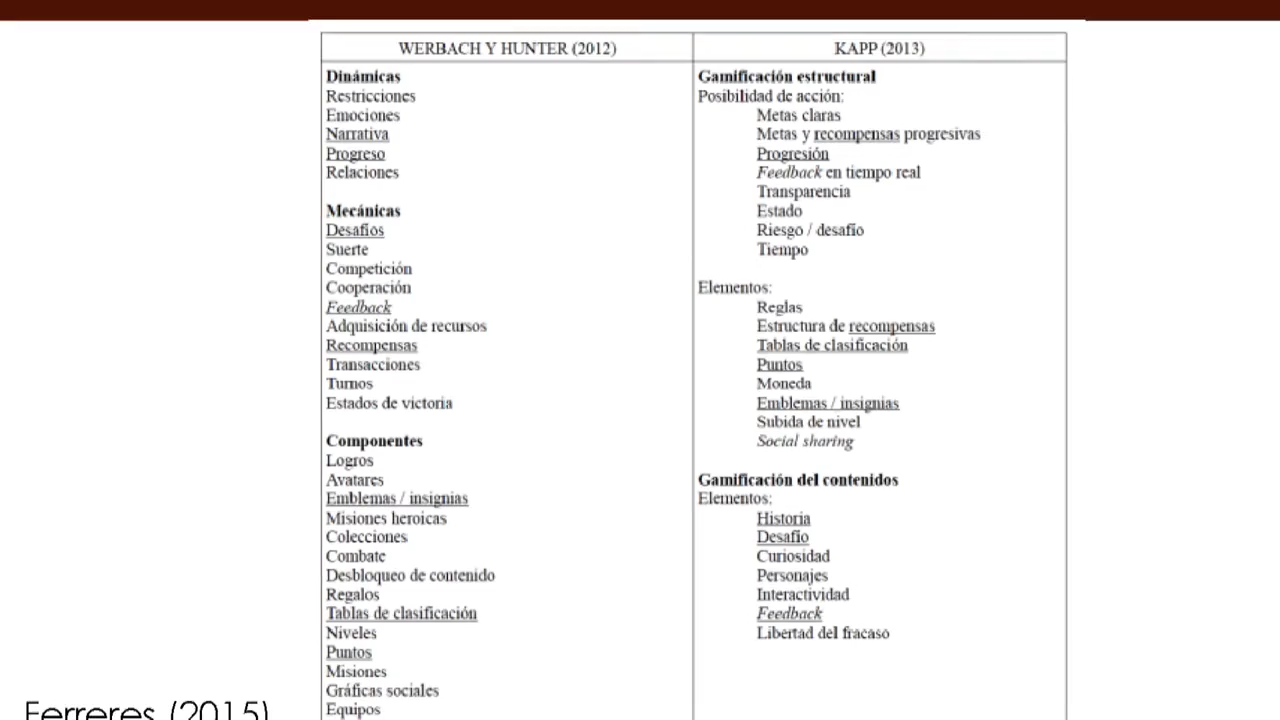 WERBACH Y HUNTER (2012)
Dinámicas
Restricciones
Emociones
Narrativa
Progreso
Relaciones
Mecánicas
Desafíos
Suerte
Competición
Cooperación
Feedback
Adquisición de recursos
Recompensas
Transacciones
Turnos
Estados de victoria
Componentes
Logros
Avatares
Emblemas / insignias
Misiones heroicas
Colecciones
Combate
Desbloqueo de contenido
Regalos
Tablas de clasificación
Niveles
Puntos
Misiones
Gráficas sociales
Equipos
KAPP (2013)
Gamificación estructural
Posibilidad de acción:
Metas claras
Metas y recompensas progresivas
Progresión
Feedback en tiempo real
Transparencia
Estado
Riesgo / desafío
Tiempo
Elementos:
Reglas
Estructura de recompensas
Tablas de clasificación
Puntos
Moneda
Emblemas / insignias
Subida de nivel
Social sharing
Gamificación del contenidos
Elementos:
Historia
Desafío
Curiosidad
Personajes
Interactividad
Feedback
Libertad del fracaso
Ferreres (2015)